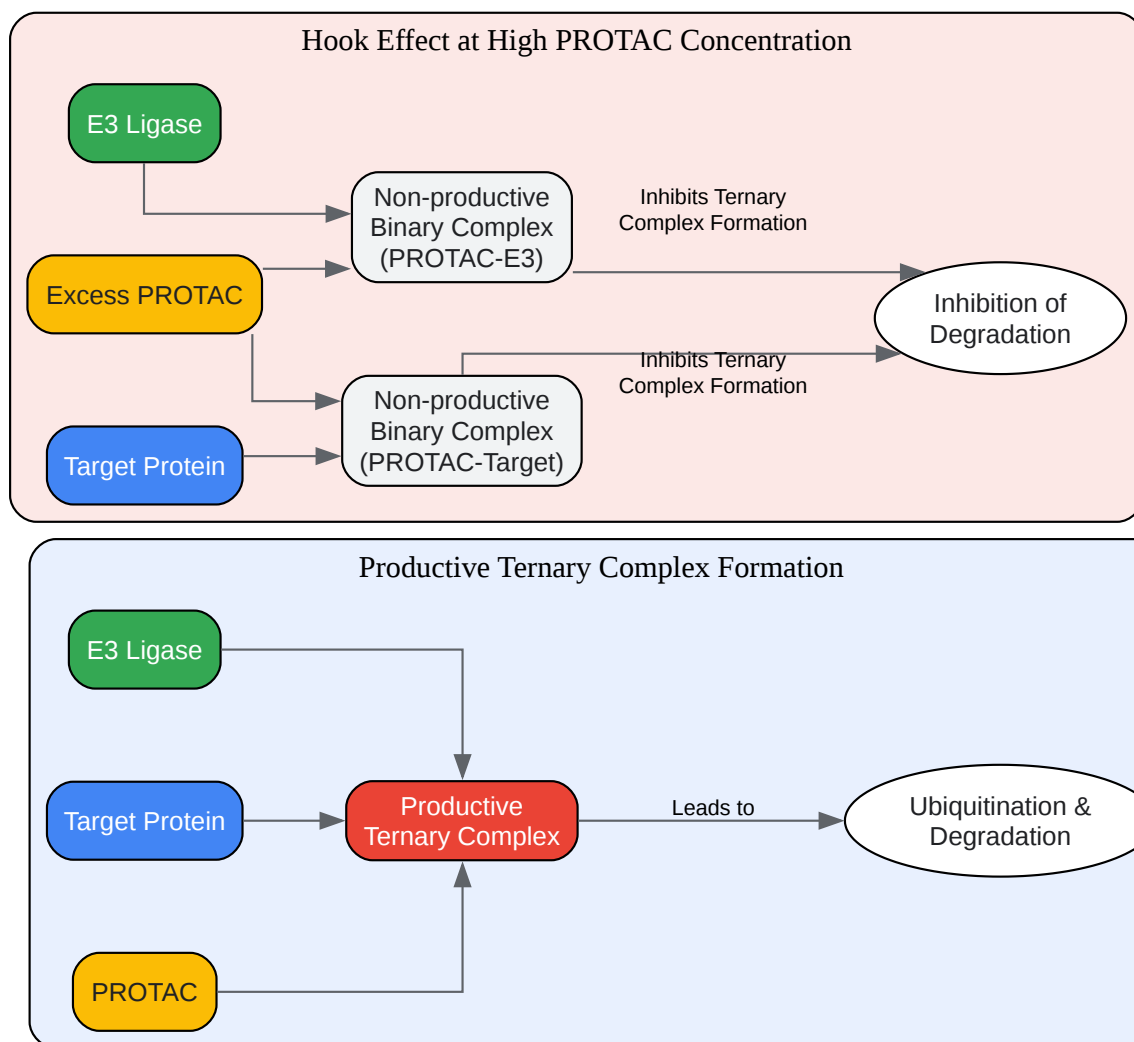 Hook Effect at High PROTAC Concentration
E3 Ligase
Non-productive
Binary Complex
(PROTAC-E3)
Inhibits Ternary
Complex Formation
Excess PROTAC
Inhibition of
Degradation
Inhibits Ternary
Complex Formation
Non-productive
Binary Complex
(PROTAC-Target)
Target Protein
Productive Ternary Complex Formation
E3 Ligase
Target Protein
Productive
Ternary Complex
Leads to
Ubiquitination &
Degradation
PROTAC